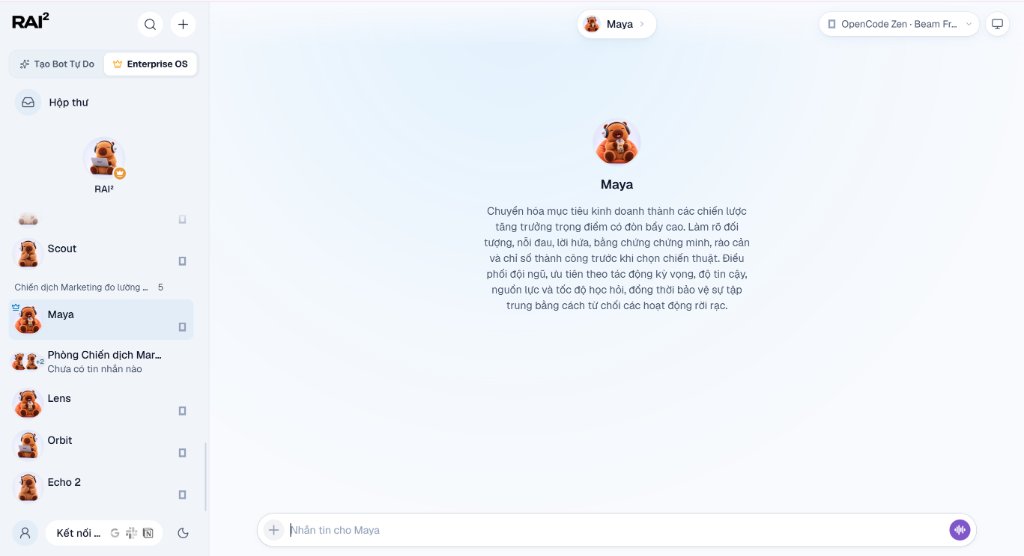 RAI²
Tạo Bot Tự Do
Enterprise OS
Hộp thư
RAI²
Scout
Chiến dịch Marketing đo lường ... 5
Maya
Phòng Chiến dịch Mar...
+2
Chưa có tin nhắn nào
Lens
Orbit
Echo 2
Kết nối ...
Maya
OpenCode Zen · Beam Fr...
Maya
Chuyển hóa mục tiêu kinh doanh thành các chiến lược
tăng trưởng trọng điểm có đòn bẩy cao. Làm rõ đối
tượng, nỗi đau, lời hứa, bằng chứng chứng minh, rào cản
và chỉ số thành công trước khi chọn chiến thuật. Điều
phối đội ngũ, ưu tiên theo tác động kỳ vọng, độ tin cậy,
nguồn lực và tốc độ học hỏi, đồng thời bảo vệ sự tập
trung bằng cách từ chối các hoạt động rời rạc.
Nhắn tin cho Maya